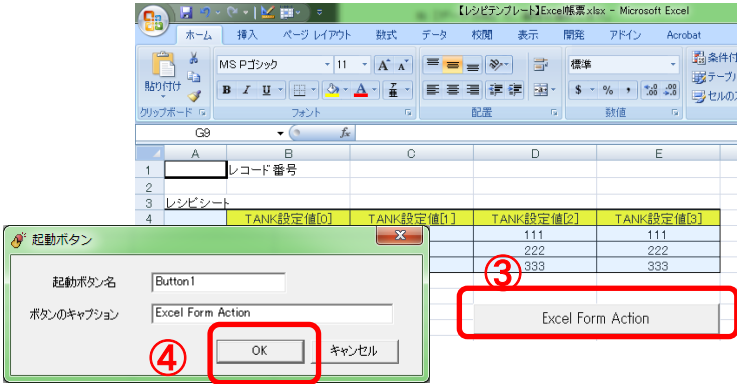 【レシピテンプレート】Excel帳票.xlsx - Microsoft Excel
ホーム 挿入 ページ レイアウト 数式 データ 校閲 表示 開発 アドイン Acrobat
MS Pゴシック 11 A A 標準 条件付
貼り付け B I U A $ % , .0 .00 .00 .0 テーブル
セルの
クリップボード フォント 配置 数値
G9 fx
A B C D E
1 レコード番号
2
3 レシピシート
4 TANK設定値[0] TANK設定値[1] TANK設定値[2] TANK設定値[3]
111 111
222 222
333 333
③
Excel Form Action
起動ボタン
起動ボタン名 Button1
ボタンのキャプション Excel Form Action
④ OK キャンセル